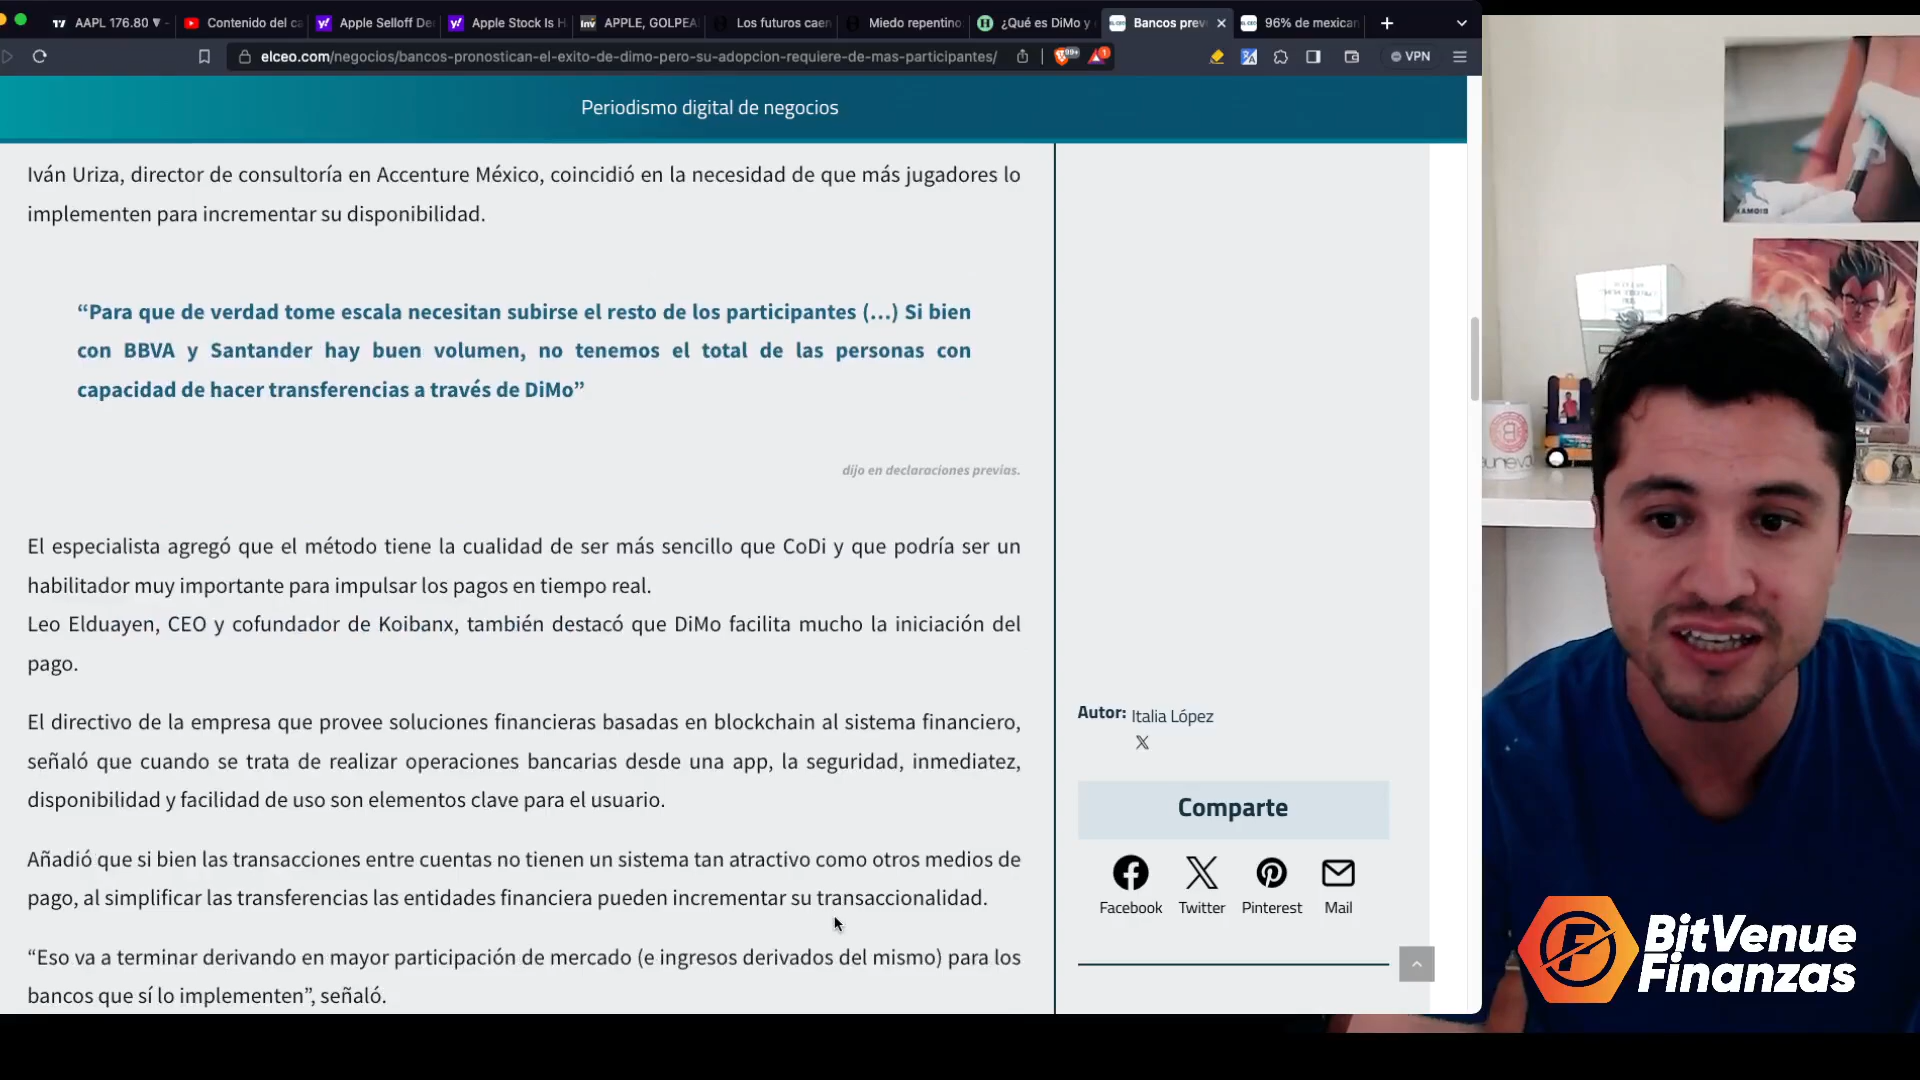 AAPL 176.80 ▼ -
Contenido del ca
Apple Selloff De
Apple Stock Is H
APPLE, GOLPEA
Los futuros caen
Miedo repentino
¿Qué es DiMo y
Bancos prev
96% de mexican
elceo.com/negocios/bancos-pronostican-el-exito-de-dimo-pero-su-adopcion-requiere-de-mas-participantes/
99+
1
VPN
Periodismo digital de negocios
Iván Uriza, director de consultoría en Accenture México, coincidió en la necesidad de que más jugadores lo
implementen para incrementar su disponibilidad.
“Para que de verdad tome escala necesitan subirse el resto de los participantes (…) Si bien
con BBVA y Santander hay buen volumen, no tenemos el total de las personas con
capacidad de hacer transferencias a través de DiMo”
dijo en declaraciones previas.
El especialista agregó que el método tiene la cualidad de ser más sencillo que CoDi y que podría ser un
habilitador muy importante para impulsar los pagos en tiempo real.
Leo Elduayen, CEO y cofundador de Koibanx, también destacó que DiMo facilita mucho la iniciación del
pago.
El directivo de la empresa que provee soluciones financieras basadas en blockchain al sistema financiero,
señaló que cuando se trata de realizar operaciones bancarias desde una app, la seguridad, inmediatez,
disponibilidad y facilidad de uso son elementos clave para el usuario.
Añadió que si bien las transacciones entre cuentas no tienen un sistema tan atractivo como otros medios de
pago, al simplificar las transferencias las entidades financiera pueden incrementar su transaccionalidad.
“Eso va a terminar derivando en mayor participación de mercado (e ingresos derivados del mismo) para los
bancos que sí lo implementen”, señaló.
Autor: Italia López
Comparte
Facebook
Twitter
Pinterest
Mail
BitVenue
Finanzas